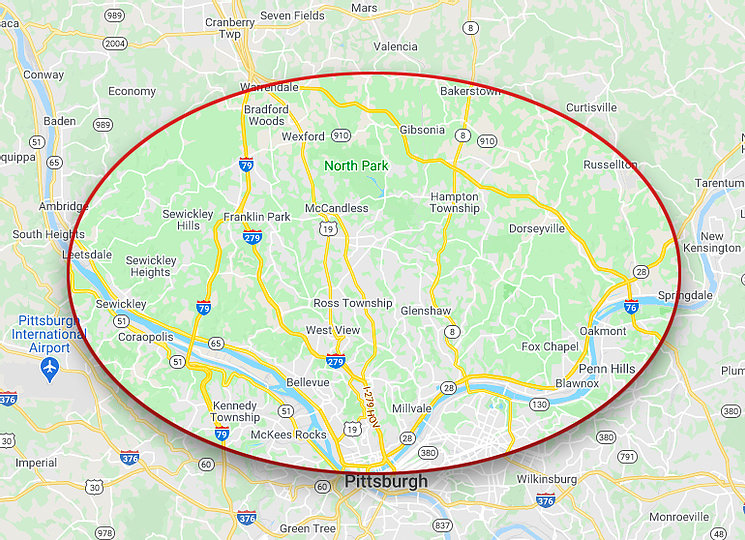 Mars
Seven Fields
Cranberry
Twp
989
8
2004
Valencia
Conway
Economy
Warrendale
Bakerstown
Bradford
Woods
Curtisville
Baden
989
Wexford
910
Gibsonia
8
910
51
65
79
North Park
Russellton
Tarentum
Ambridge
Sewickley
Hills
Franklin Park
McCandless
Hampton
Township
19
Dorseyville
South Heights
279
New
Kensington
Leetsdale
Sewickley
Heights
28
Springdale
Sewickley
79
Ross Township
Glenshaw
76
Pittsburgh
International
Airport
51
Coraopolis
65
West View
8
Oakmont
51
279
Fox Chapel
Penn Hills
Bellevue
28
Blawnox
376
Kennedy
Township
51
I-279 HOV
Millvale
130
380
30
79
McKees Rocks
19
28
380
380
791
Imperial
376
60
Pittsburgh
60
Wilkinsburg
30
376
376
978
Green Tree
837
Monroeville